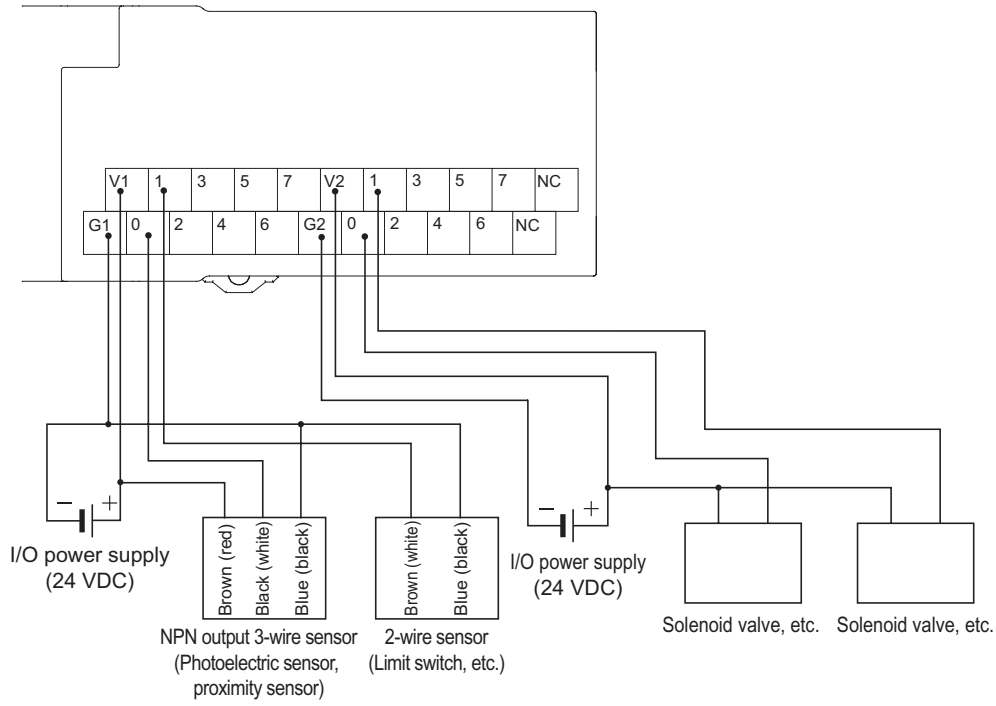 V1 1 3 5 7 V2 1 3 5 7 NC
G1 0 2 4 6 G2 0 2 4 6 NC
− +
I/O power supply
(24 VDC)
Brown (red)
Black (white)
Blue (black)
NPN output 3-wire sensor
(Photoelectric sensor,
proximity sensor)
Brown (white)
Blue (black)
2-wire sensor
(Limit switch, etc.)
− +
I/O power supply
(24 VDC)
Solenoid valve, etc.
Solenoid valve, etc.